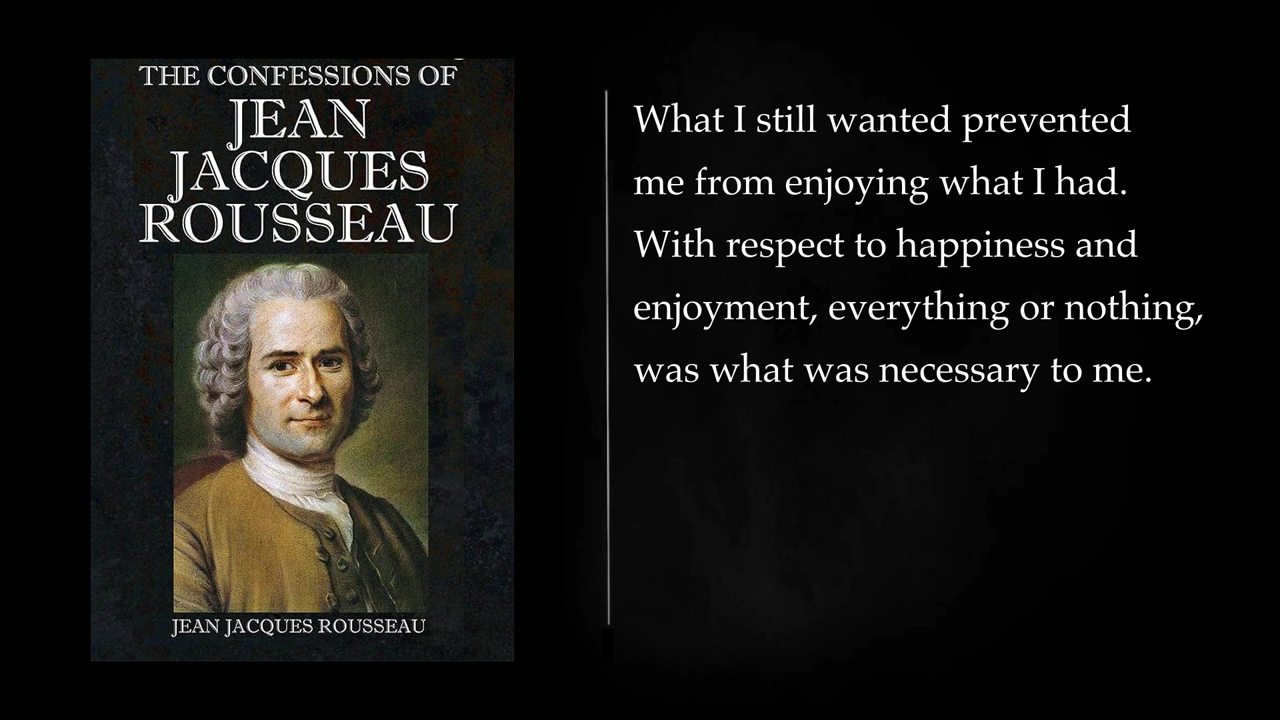 THE CONFESSIONS OF
JEAN
JACQUES
ROUSSEAU
JEAN JACQUES ROUSSEAU
What I still wanted prevented
me from enjoying what I had.
With respect to happiness and
enjoyment, everything or nothing,
was what was necessary to me.